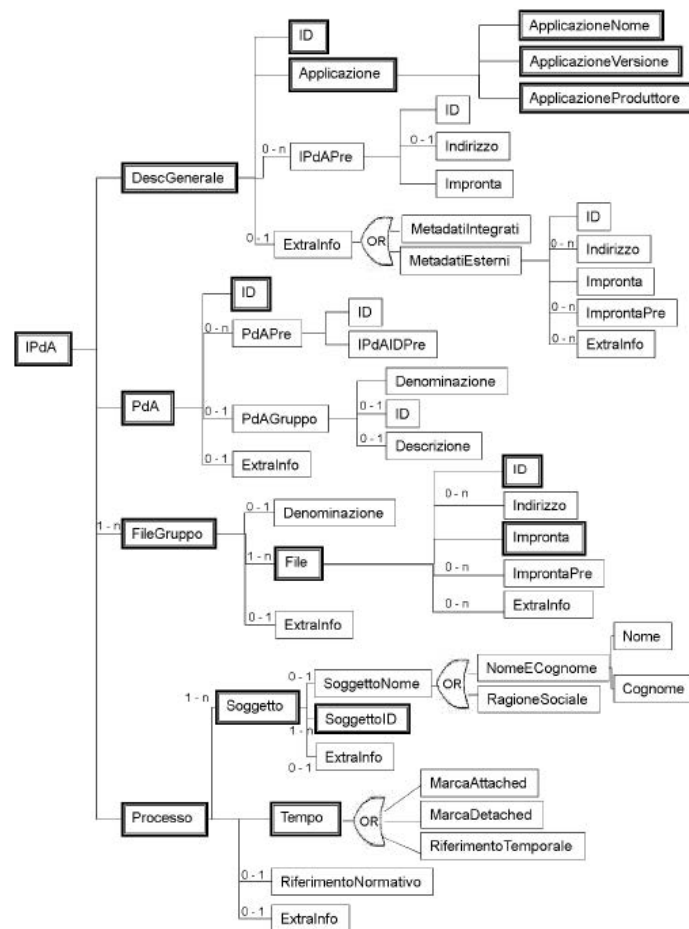 ApplicazioneNome
ID
ApplicazioneVersione
Applicazione
ApplicazioneProduttore
ID
0 - n
IPdAPre
0 - 1
Indirizzo
DescGenerale
Impronta
MetadatiIntegrati
ID
0 - 1
ExtraInfo
OR
MetadatiEsterni
0 - n
Indirizzo
Impronta
ID
0 - n
ImprontaPre
0 - n
PdAPre
ID
0 - n
ExtraInfo
IPdA
IPdAIDPre
Denominazione
PdA
0 - 1
PdAGruppo
0 - 1
ID
0 - 1
Descrizione
0 - 1
ExtraInfo
ID
0 - n
Indirizzo
0 - 1
Denominazione
1 - n
FileGruppo
Impronta
1 - n
File
0 - n
ImprontaPre
0 - n
ExtraInfo
0 - 1
ExtraInfo
Nome
NomeECognome
0 - 1
SoggettoNome
OR
Cognome
1 - n
Soggetto
RagioneSociale
SoggettoID
1 - n
ExtraInfo
0 - 1
MarcaAttached
Processo
Tempo
OR
MarcaDetached
RiferimentoTemporale
0 - 1
RiferimentoNormativo
0 - 1
ExtraInfo